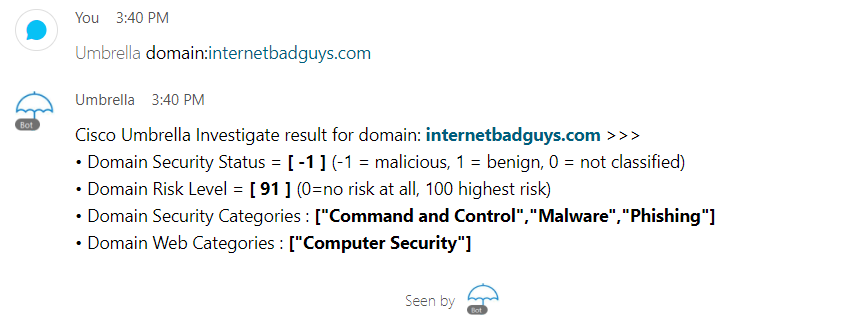 You 3:40 PM
Umbrella domain:internetbadguys.com
Umbrella 3:40 PM
Bot
Cisco Umbrella Investigate result for domain: internetbadguys.com >>>
• Domain Security Status = [ -1 ] (-1 = malicious, 1 = benign, 0 = not classified)
• Domain Risk Level = [ 91 ] (0=no risk at all, 100 highest risk)
• Domain Security Categories : ["Command and Control","Malware","Phishing"]
• Domain Web Categories : ["Computer Security"]
Seen by
Bot